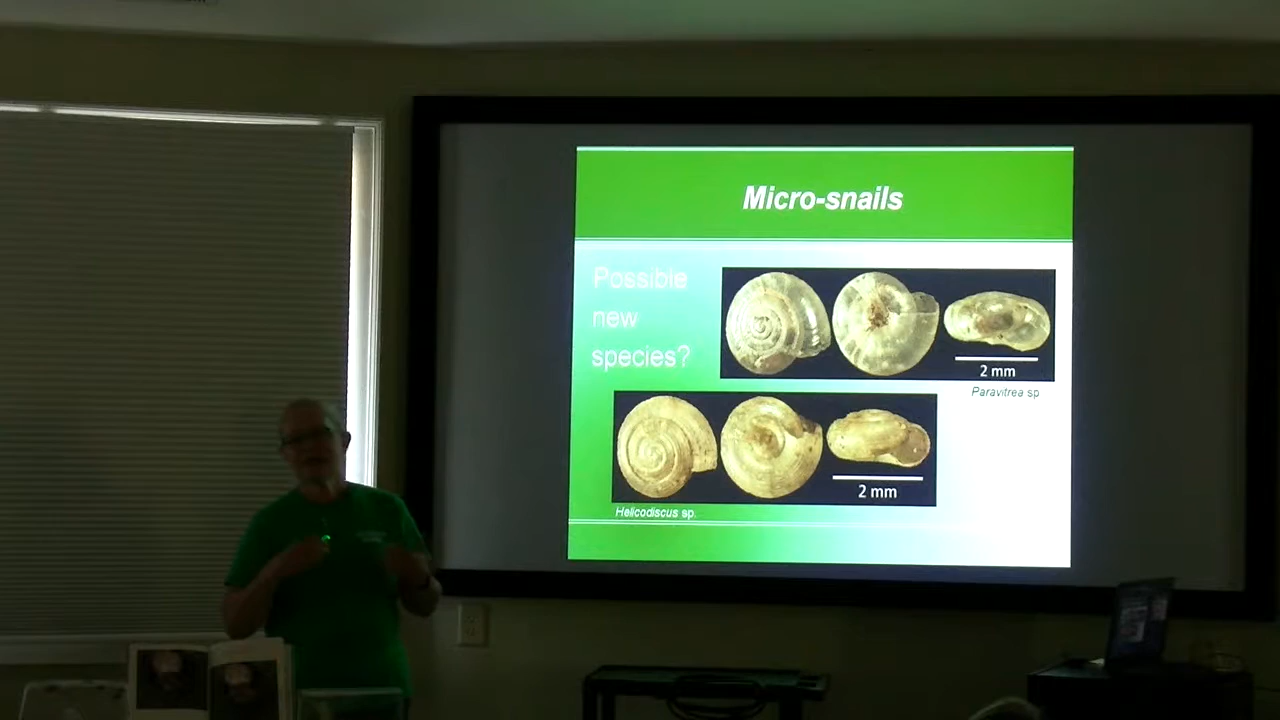 Micro-snails
Possible
new
species?
2 mm
Paravitrea sp
2 mm
Helicodiscus sp.